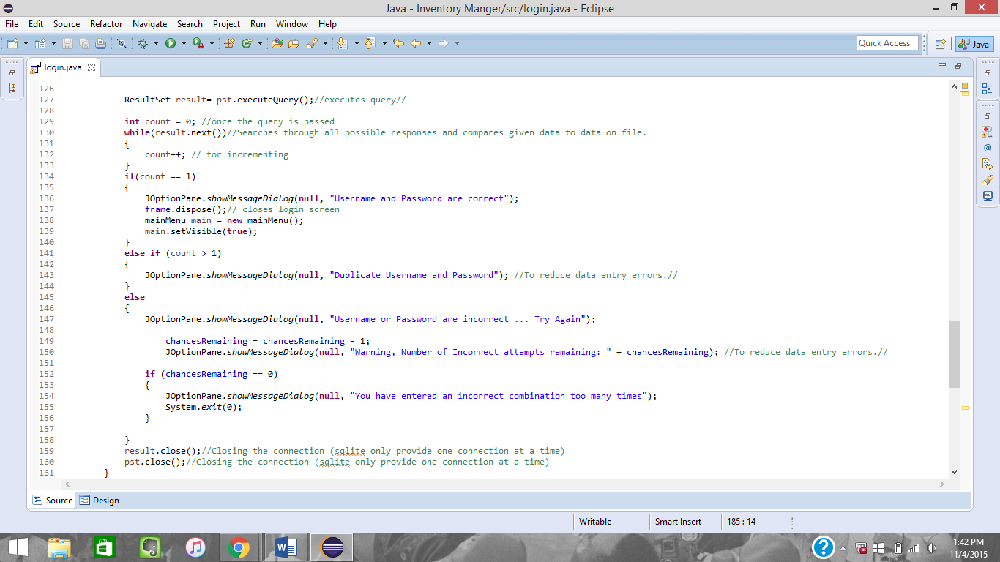 Java - Inventory Manger/src/login.java - Eclipse
File Edit Source Refactor Navigate Search Project Run Window Help
Quick Access
Java
login.java
126
127 ResultSet result= pst.executeQuery();//executes query//
128
129 int count = 0; //once the query is passed
130 while(result.next())//Searches through all possible responses and compares given data to data on file.
131 {
132 count++; // for incrementing
133 }
134 if(count == 1)
135 {
136 JOptionPane.showMessageDialog(null, "Username and Password are correct");
137 frame.dispose();// closes login screen
138 mainMenu main = new mainMenu();
139 main.setVisible(true);
140 }
141 else if (count > 1)
142 {
143 JOptionPane.showMessageDialog(null, "Duplicate Username and Password"); //To reduce data entry errors.//
144 }
145 else
146 {
147 JOptionPane.showMessageDialog(null, "Username or Password are incorrect ... Try Again");
148
149 chancesRemaining = chancesRemaining - 1;
150 JOptionPane.showMessageDialog(null, "Warning, Number of Incorrect attempts remaining: " + chancesRemaining); //To reduce data entry errors.//
151
152 if (chancesRemaining == 0)
153 {
154 JOptionPane.showMessageDialog(null, "You have entered an incorrect combination too many times");
155 System.exit(0);
156 }
157
158 }
159 result.close();//Closing the connection (sqlite only provide one connection at a time)
160 pst.close();//Closing the connection (sqlite only provide one connection at a time)
161 }
Source Design
Writable Smart Insert 185 : 14
1:42 PM
11/4/2015